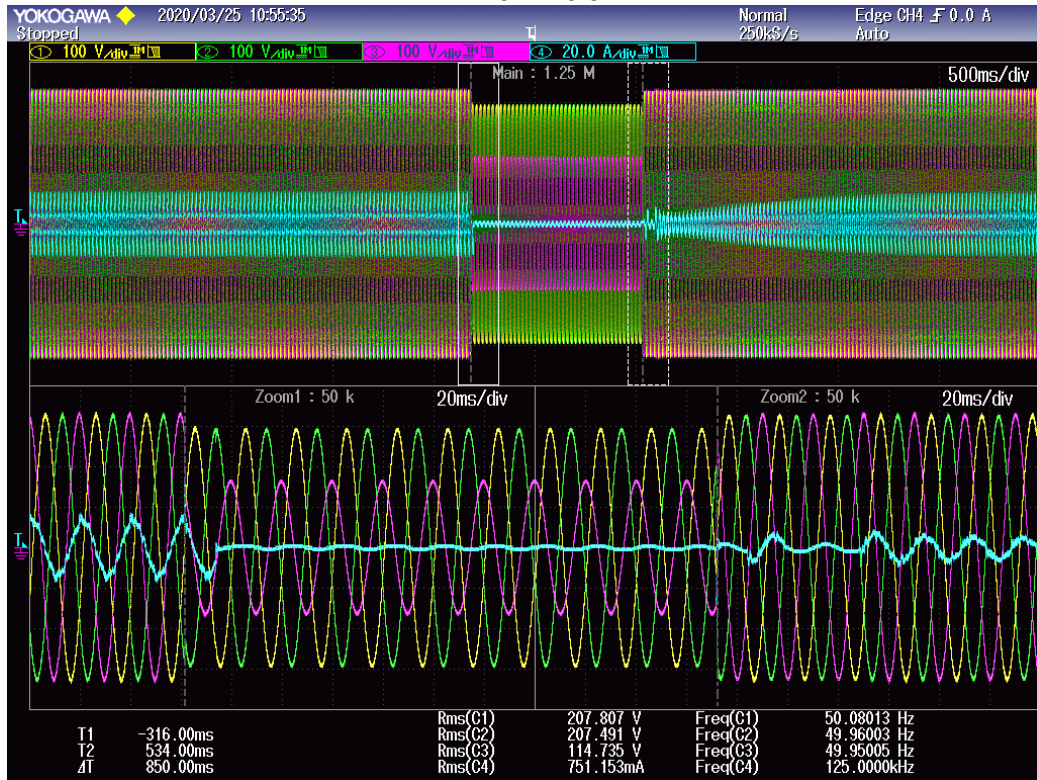 YOKOGAWA ◆ 2020/03/25 10:55:35 Normal Edge CH4 F 0.0 A
Stopped 250kS/s Auto
① 100 V/div 1M ② 100 V/div 1M ③ 100 V/div 1M ④ 20.0 A/div 1M
Main : 1.25 M 500ms/div
T
Zoom1 : 50 k 20ms/div Zoom2 : 50 k 20ms/div
T
Rms(C1) 207.807 V Freq(C1) 50.08013 Hz
T1 -316.00ms Rms(C2) 207.491 V Freq(C2) 49.96003 Hz
T2 534.00ms Rms(C3) 114.735 V Freq(C3) 49.95005 Hz
ΔT 850.00ms Rms(C4) 751.153mA Freq(C4) 125.0000kHz